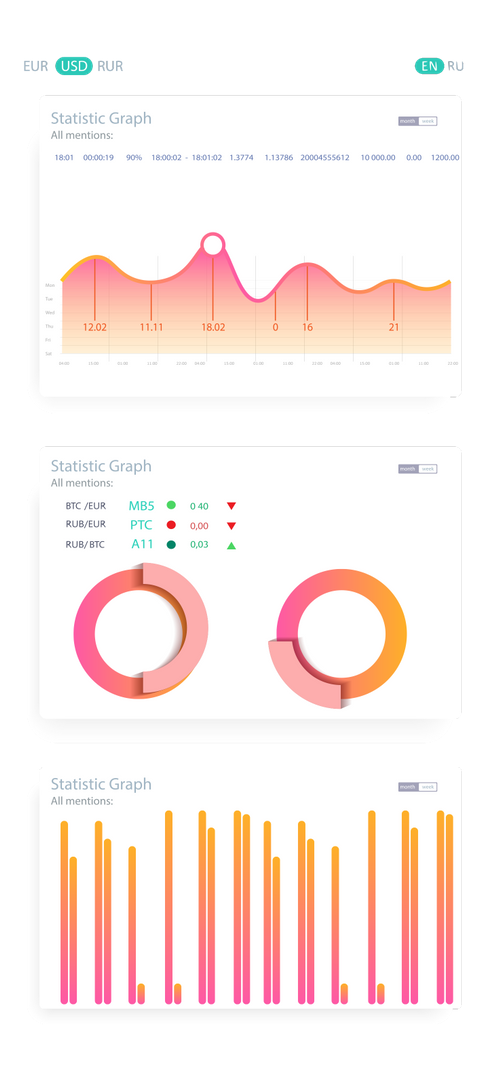 EUR USD RUR EN RU
Statistic Graph
month week
All mentions:
18:01 00:00:19 90% 18:00:02 - 18:01:02 1.3774 1.13786 20004555612 10 000.00 0.00 1200.00
Mon
Tue
Wed
Thu
12.02 11.11 18.02 0 16 21
Fri
Sat
Statistic Graph
month week
All mentions:
BTC /EUR MB5 0 40
RUB/EUR PTC 0,00
RUB/BTC A11 0,03
Statistic Graph
month week
All mentions: